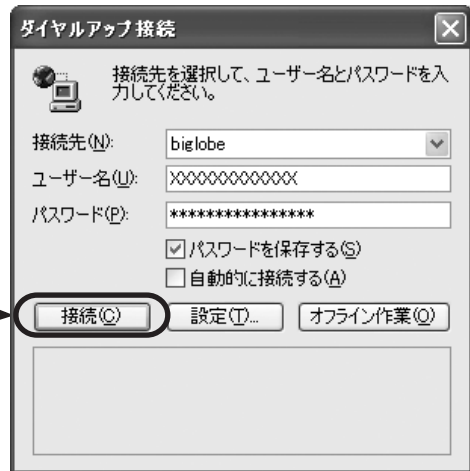 ダイヤルアップ接続
接続先を選択して、ユーザー名とパスワードを入
力してください。
接続先(N): biglobe
ユーザー名(U): XXXXXXXXXXXXX
パスワード(P): ****************
パスワードを保存する(S)
自動的に接続する(A)
接続(C) 設定(T)... オフライン作業(O)